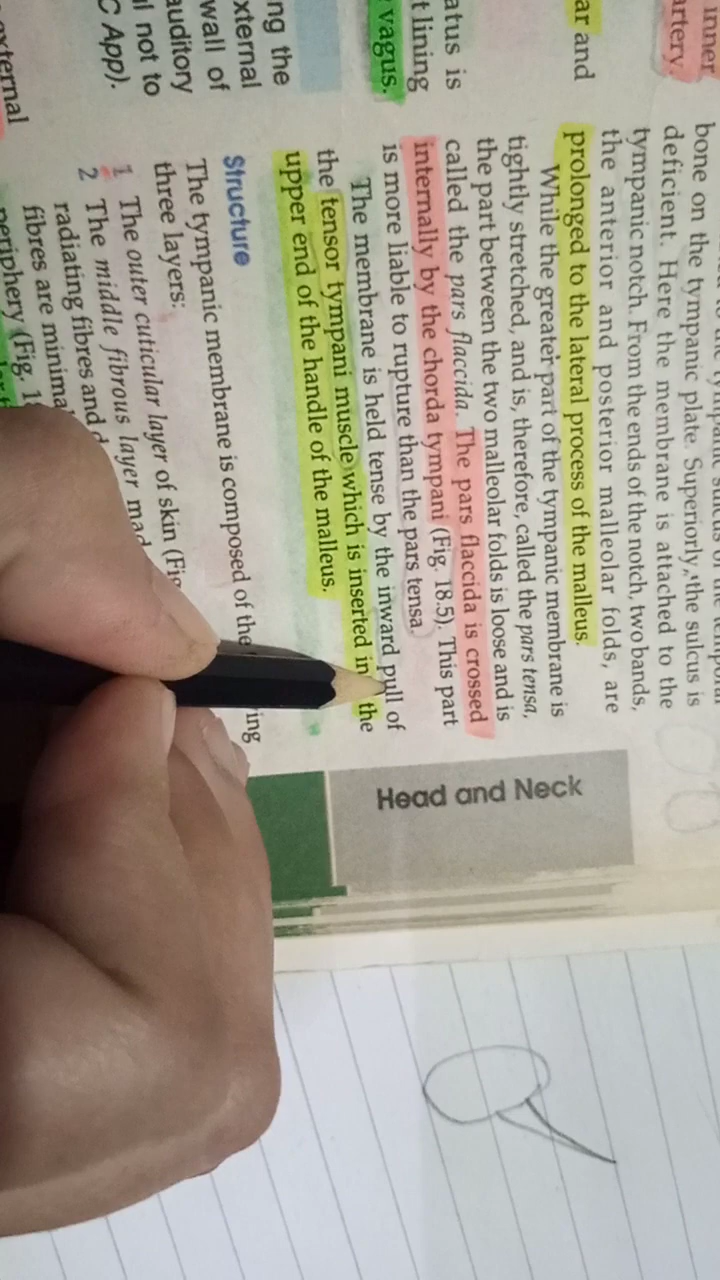 inner
artery.
ar and
atus is
t lining
vagus.
ng the
xternal
wall of
auditory
l not to
C App).
external
bone on the tympanic plate. Superiorly, the sulcus is
deficient. Here the membrane is attached to the
tympanic notch. From the ends of the notch, two bands,
the anterior and posterior malleolar folds, are
prolonged to the lateral process of the malleus.
While the greater part of the tympanic membrane is
tightly stretched, and is, therefore, called the pars tensa,
the part between the two malleolar folds is loose and is
called the pars flaccida. The pars flaccida is crossed
internally by the chorda tympani (Fig. 18.5). This part
is more liable to rupture than the pars tensa.
The membrane is held tense by the inward pull of
the tensor tympani muscle which is inserted in the
upper end of the handle of the malleus.
Structure
The tympanic membrane is composed of the ing
three layers:
1 The outer cuticular layer of skin (Fig
2 The middle fibrous layer mad
radiating fibres and
fibres are minima
periphery (Fig. 1
Head and Neck